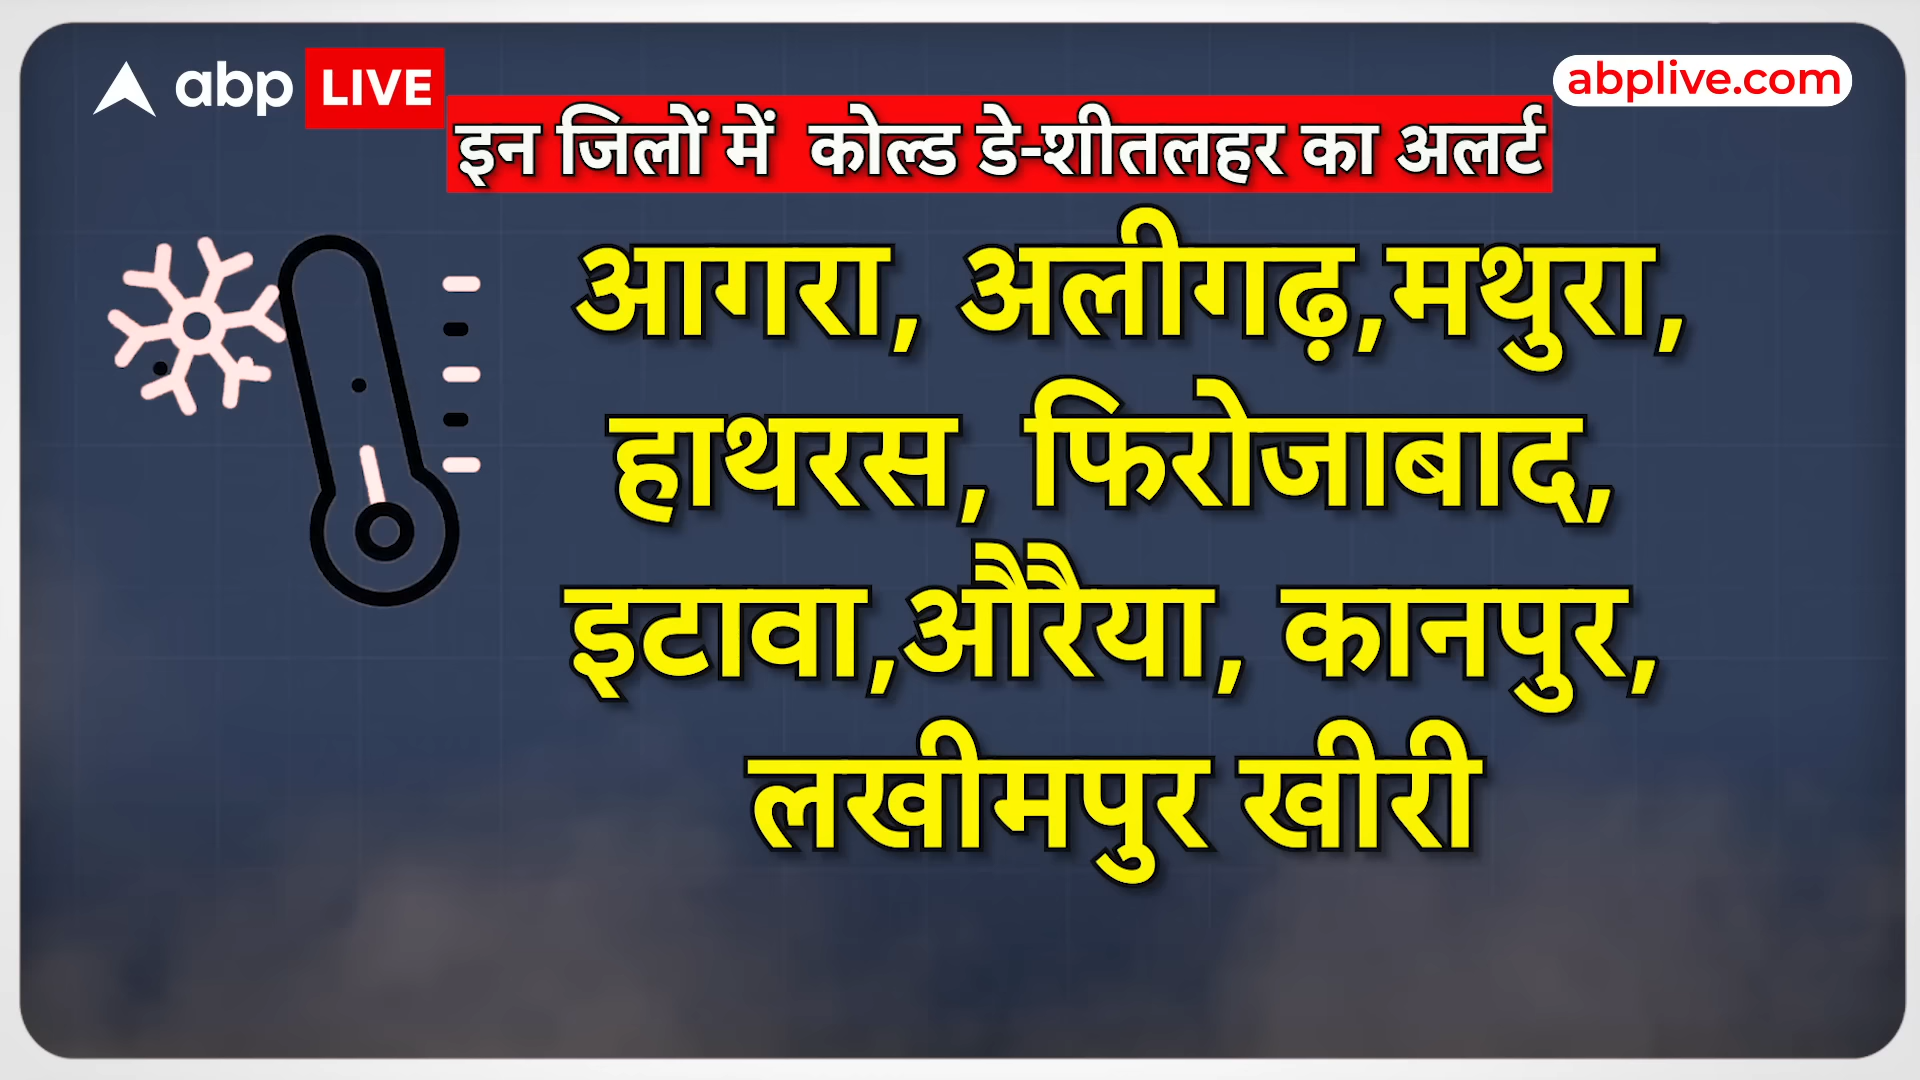 abp LIVE
abplive.com
इन जिलों में कोल्ड डे-शीतलहर का अलर्ट
आगरा, अलीगढ़,मथुरा,
हाथरस, फिरोजाबाद,
इटावा,औरैया, कानपुर,
लखीमपुर खीरी